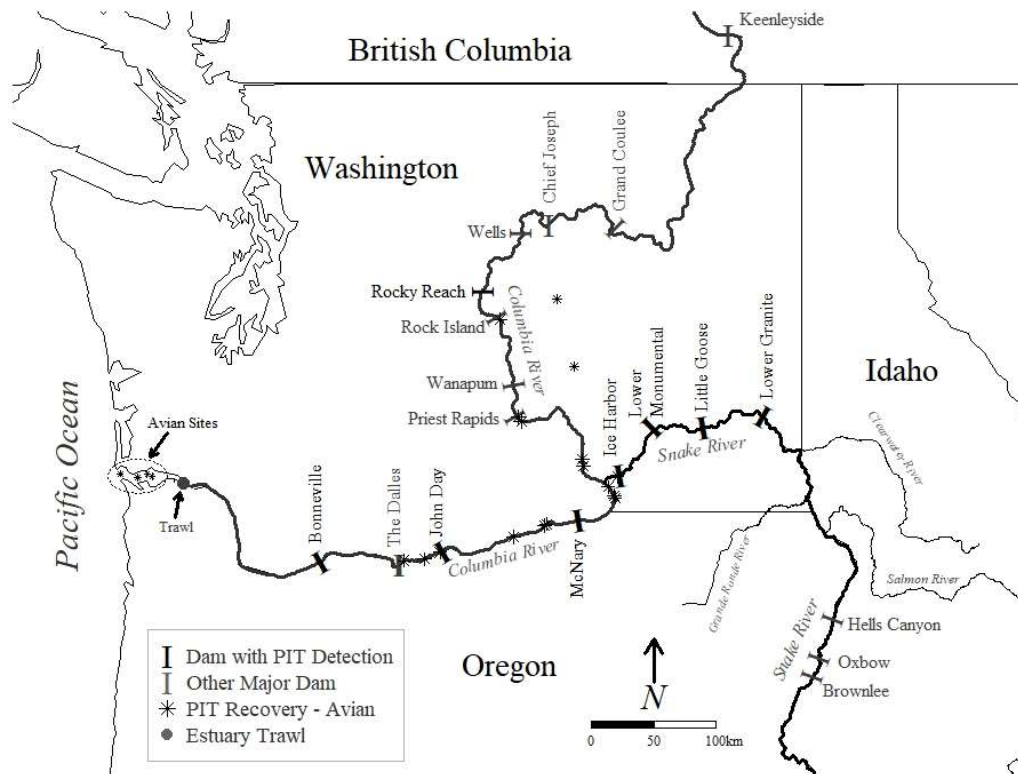 Keenleyside
British Columbia
Washington
Chief Joseph
Grand Coulee
Wells
Rocky Reach
Rock Island
Columbia River
Wanapum
Priest Rapids
Ice Harbor
Lower
Monumental
Little Goose
Lower Granite
Idaho
Clearwater River
Snake River
Pacific Ocean
Avian Sites
Trawl
Bonneville
The Dalles
John Day
Columbia River
McNary
Grande Ronde River
Salmon River
Snake River
Hells Canyon
Oxbow
Brownlee
Oregon
Dam with PIT Detection
Other Major Dam
PIT Recovery - Avian
Estuary Trawl
N
0 50 100km